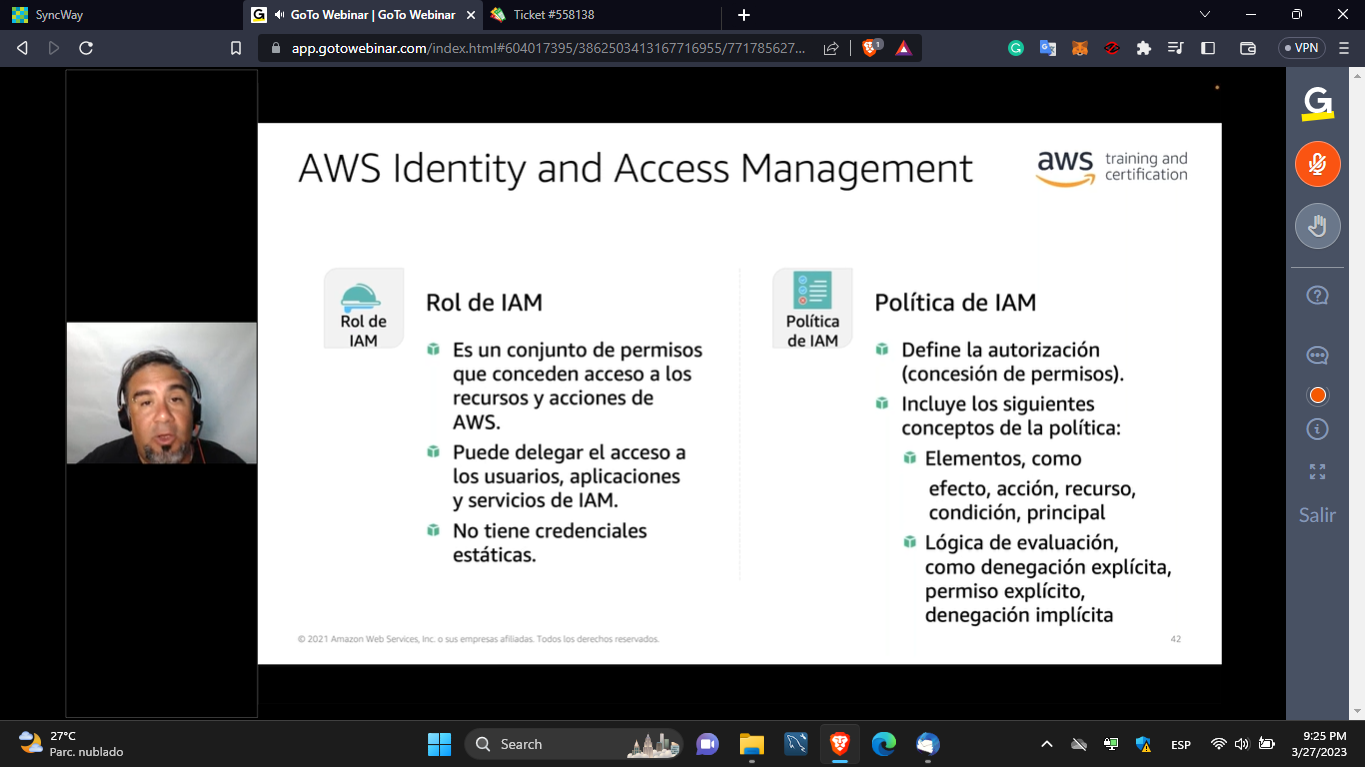 SyncWay
GoTo Webinar | GoTo Webinar
Ticket #558138
app.gotowebinar.com/index.html#604017395/3862503413167716955/771785627...
1
VPN
AWS Identity and Access Management
aws training and
certification
Rol de
IAM
Rol de IAM
Es un conjunto de permisos
que conceden acceso a los
recursos y acciones de
AWS.
Puede delegar el acceso a
los usuarios, aplicaciones
y servicios de IAM.
No tiene credenciales
estáticas.
Política
de IAM
Política de IAM
Define la autorización
(concesión de permisos).
Incluye los siguientes
conceptos de la política:
Elementos, como
efecto, acción, recurso,
condición, principal
Lógica de evaluación,
como denegación explícita,
permiso explícito,
denegación implícita
© 2021 Amazon Web Services, Inc. o sus empresas afiliadas. Todos los derechos reservados.
42
Salir
27°C
Parc. nublado
Search
ESP
9:25 PM
3/27/2023